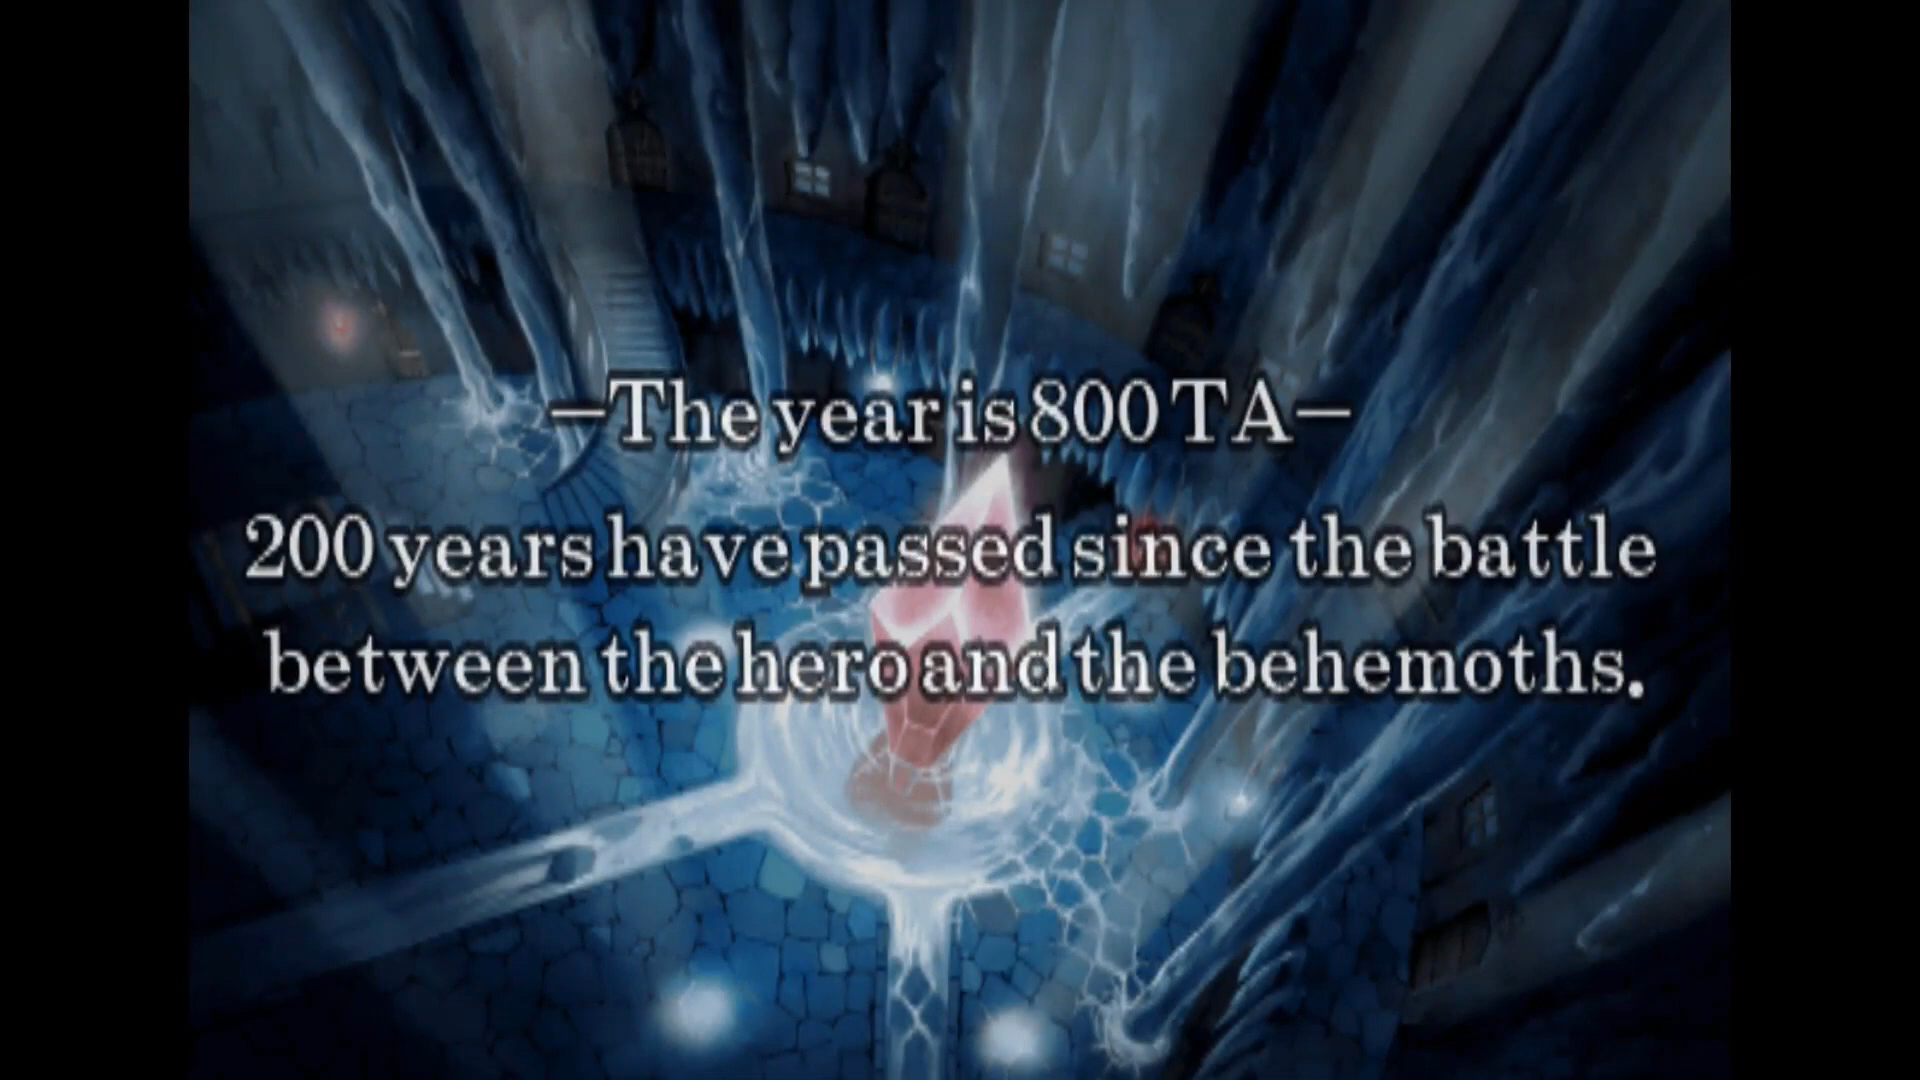 —The year is 800 TA—
200 years have passed since the battle
between the hero and the behemoths.